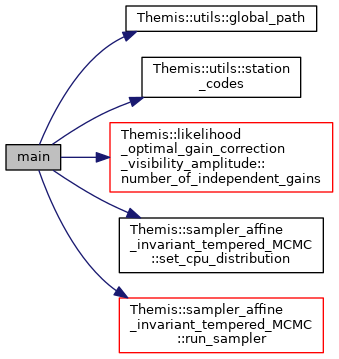 main
Themis::utils::global_path
Themis::utils::station
_codes
Themis::likelihood
_optimal_gain_correction
_visibility_amplitude::
number_of_independent_gains
Themis::sampler_affine
_invariant_tempered_MCMC
::set_cpu_distribution
Themis::sampler_affine
_invariant_tempered_MCMC
::run_sampler